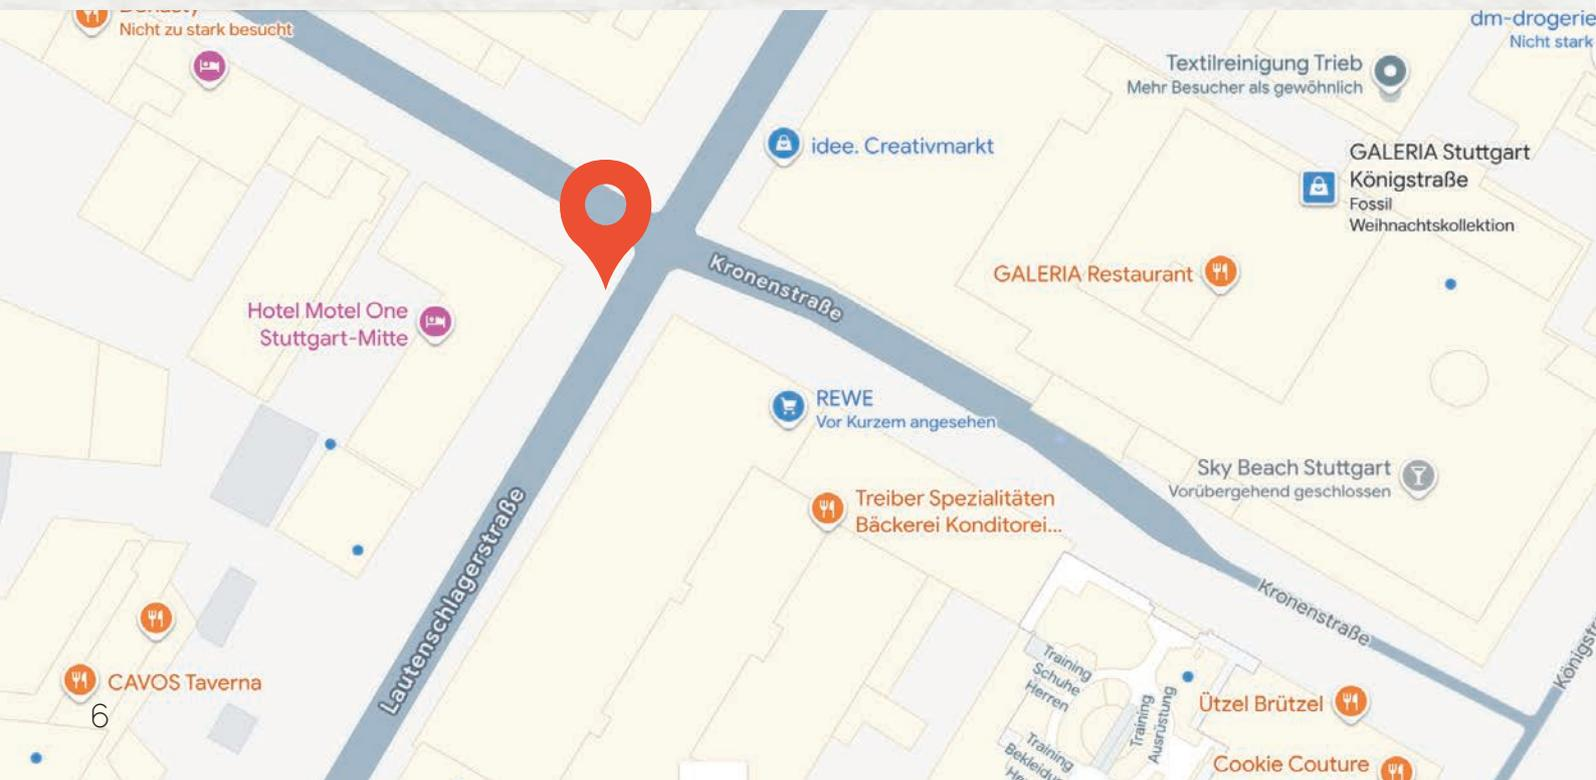 Nicht zu stark besucht
dm-drogerie
Nicht stark
Textilreinigung Trieb
Mehr Besucher als gewöhnlich
idee. Creativmarkt
GALERIA Stuttgart
Königstraße
Fossil
Weihnachtskollektion
Kronenstraße
GALERIA Restaurant
Hotel Motel One
Stuttgart-Mitte
REWE
Vor Kurzem angesehen
Sky Beach Stuttgart
Vorübergehend geschlossen
Treiber Spezialitäten
Bäckerei Konditorei...
Lautenschlagerstraße
Kronenstraße
Königstr
Training
Schuhe
Herren
CAVOS Taverna
6
Training
Ausrüstung
Ützel Brützel
Training
Cookie Couture